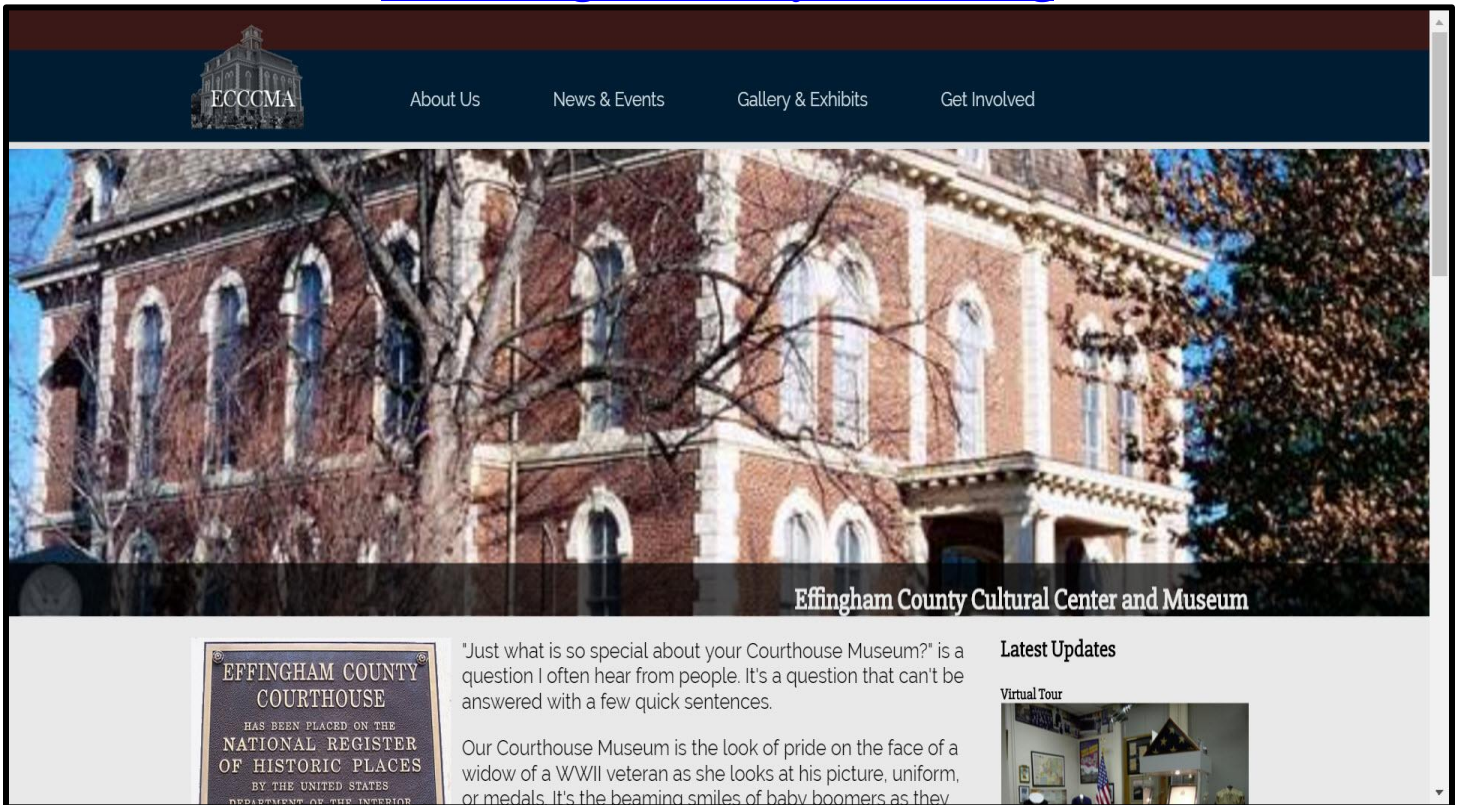 ECCCMA
About Us
News & Events
Gallery & Exhibits
Get Involved
Effingham County Cultural Center and Museum
EFFINGHAM COUNTY
COURTHOUSE
HAS BEEN PLACED ON THE
NATIONAL REGISTER
OF HISTORIC PLACES
BY THE UNITED STATES
DEPARTMENT OF THE INTERIOR
"Just what is so special about your Courthouse Museum?" is a
question I often hear from people. It's a question that can't be
answered with a few quick sentences.
Our Courthouse Museum is the look of pride on the face of a
widow of a WWII veteran as she looks at his picture, uniform,
or medals. It's the beaming smiles of baby boomers as they
Latest Updates
Virtual Tour